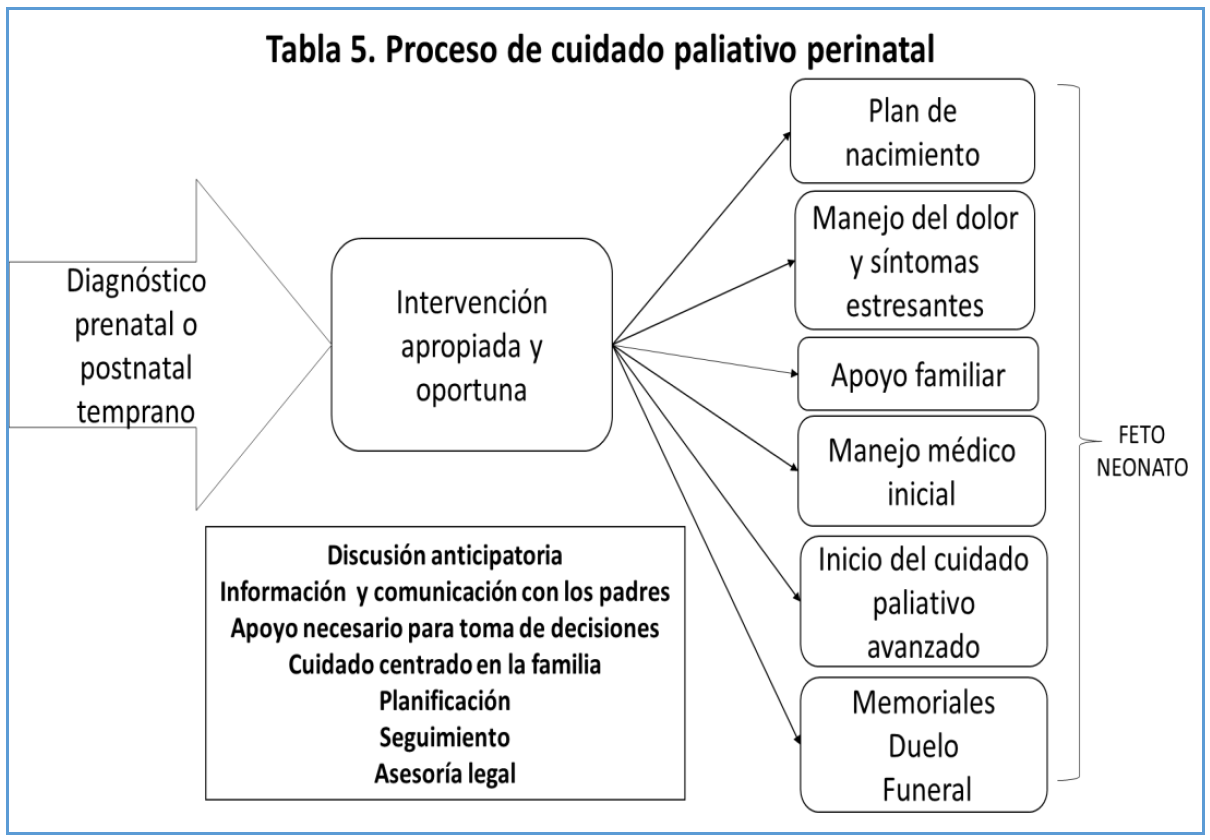 Tabla 5. Proceso de cuidado paliativo perinatal
Diagnóstico
prenatal o
postnatal
temprano
Intervención
apropiada y
oportuna
Discusión anticipatoria
Información y comunicación con los padres
Apoyo necesario para toma de decisiones
Cuidado centrado en la familia
Planificación
Seguimiento
Asesoría legal
Plan de
nacimiento
Manejo del dolor
y síntomas
estresantes
Apoyo familiar
Manejo médico
inicial
Inicio del cuidado
paliativo
avanzado
Memoriales
Duelo
Funeral
FETO
NEONATO